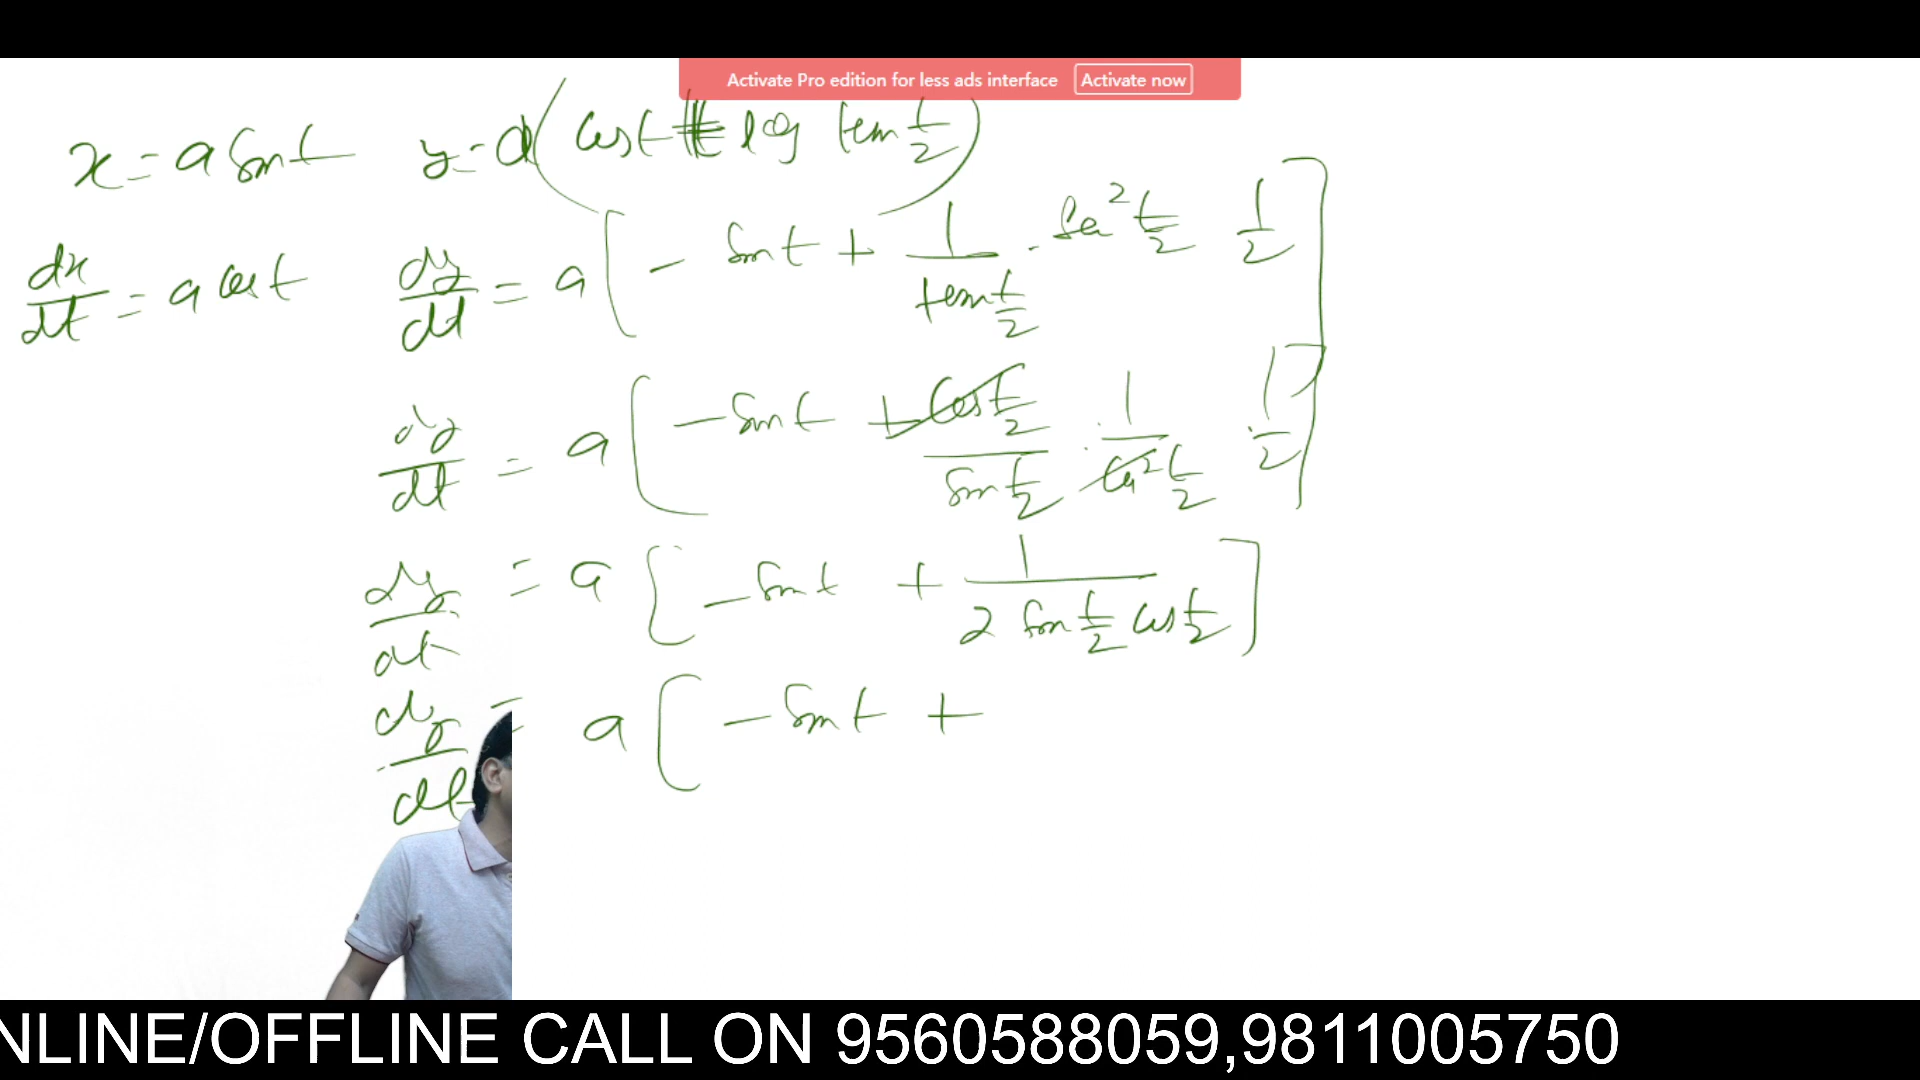 Activate Pro edition for less ads interface Activate now
x = a sin t y = a( cos t + log tan t/2 )
dx/dt = a cos t dy/dt = a [ - sin t + 1/tan t/2 . sec² t/2 1/2 ]
dy/dt = a [ - sin t + cos t/2 / sin t/2 . 1/cos² t/2 . 1/2 ]
dy/dt = a [ - sin t + 1 / 2 sin t/2 cos t/2 ]
dy/dt = a [ - sin t +
NLINE/OFFLINE CALL ON 9560588059,9811005750